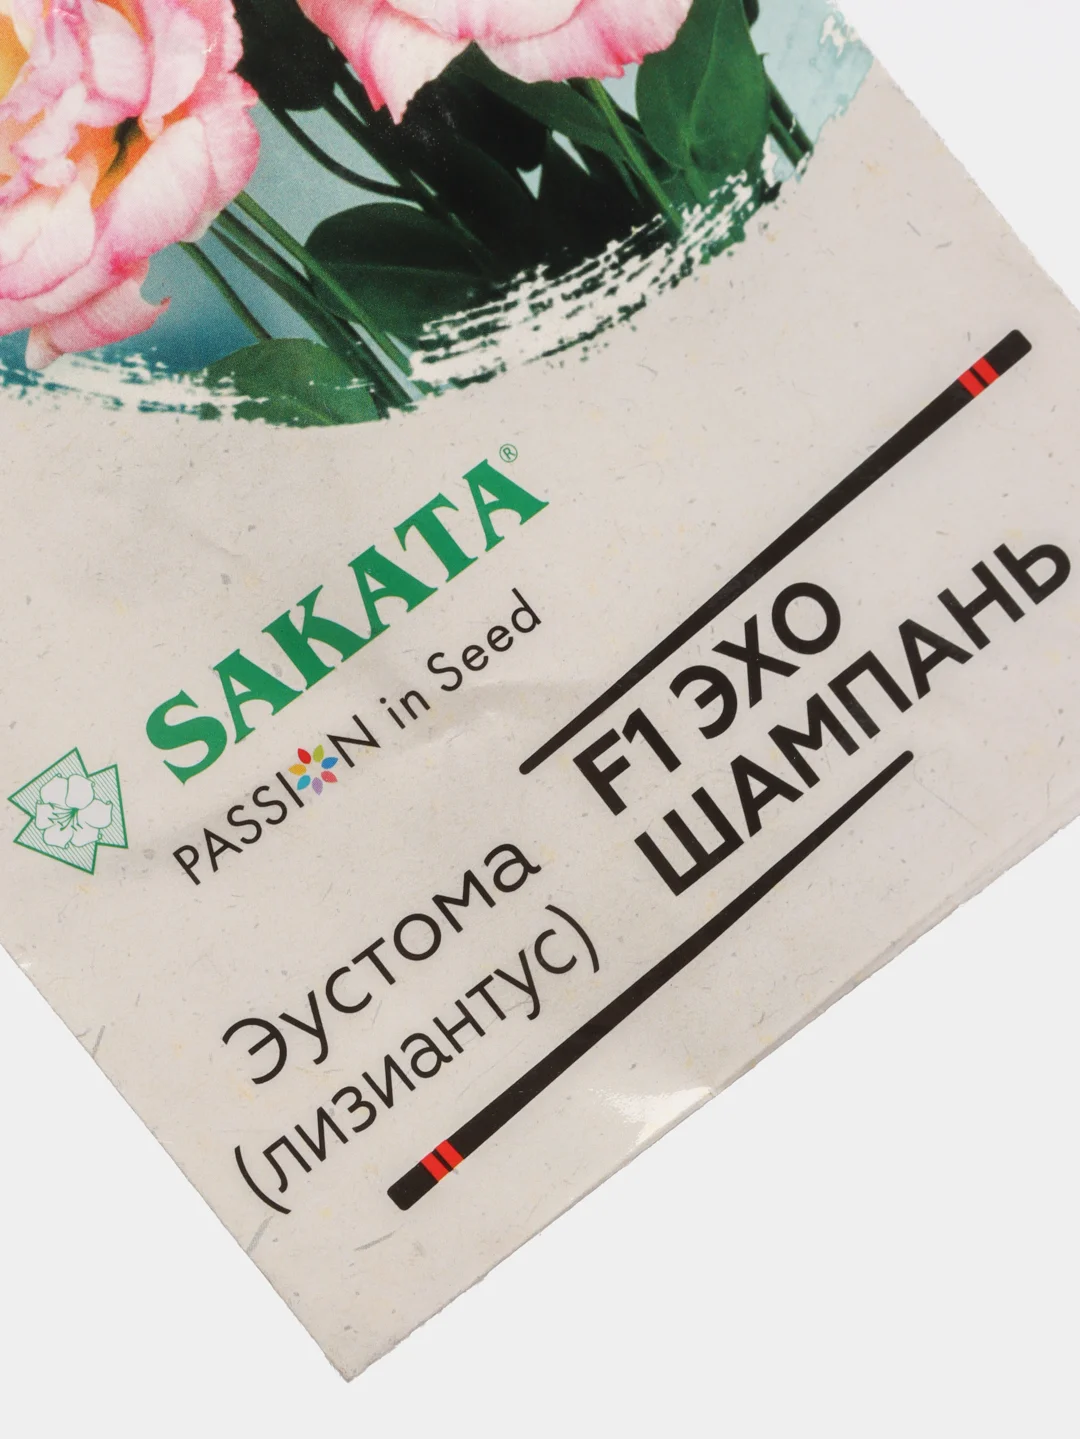 SAKATA®
PASSION in Seed
F1 ЭХО
ШАМПАНЬ
Эустома
(лизиантус)